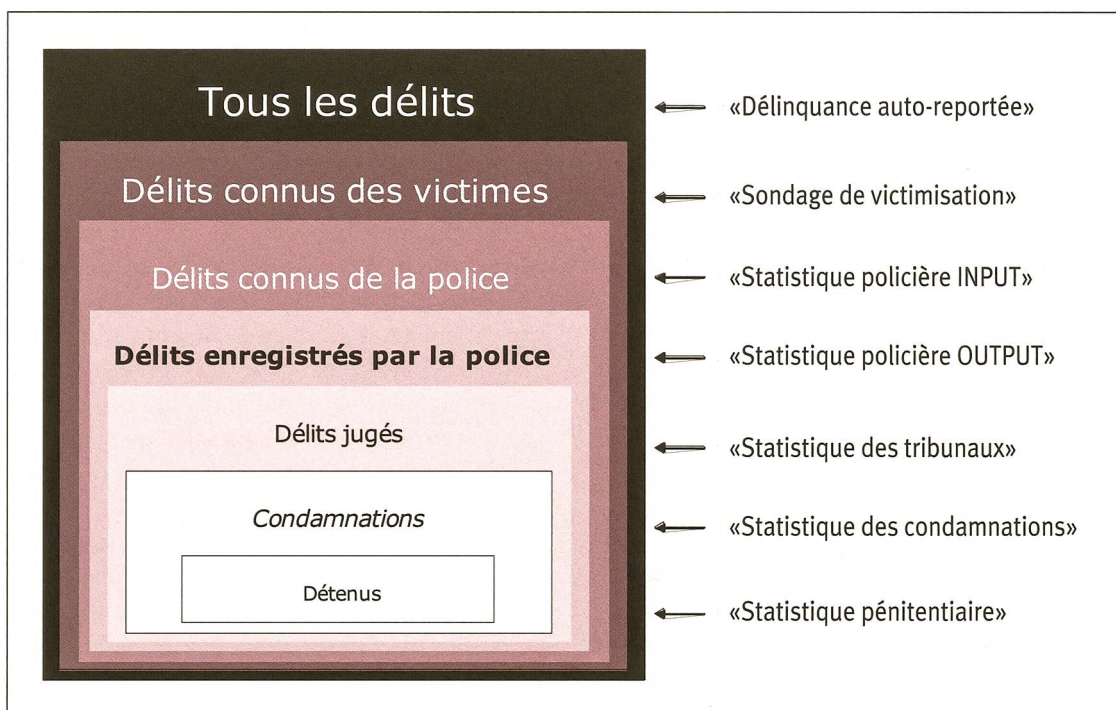 Tous les délits
«Délinquance auto-reportée»
Délits connus des victimes
«Sondage de victimisation»
Délits connus de la police
«Statistique policière INPUT»
Délits enregistrés par la police
«Statistique policière OUTPUT»
Délits jugés
«Statistique des tribunaux»
Condamnations
«Statistique des condamnations»
Détenus
«Statistique pénitentiaire»